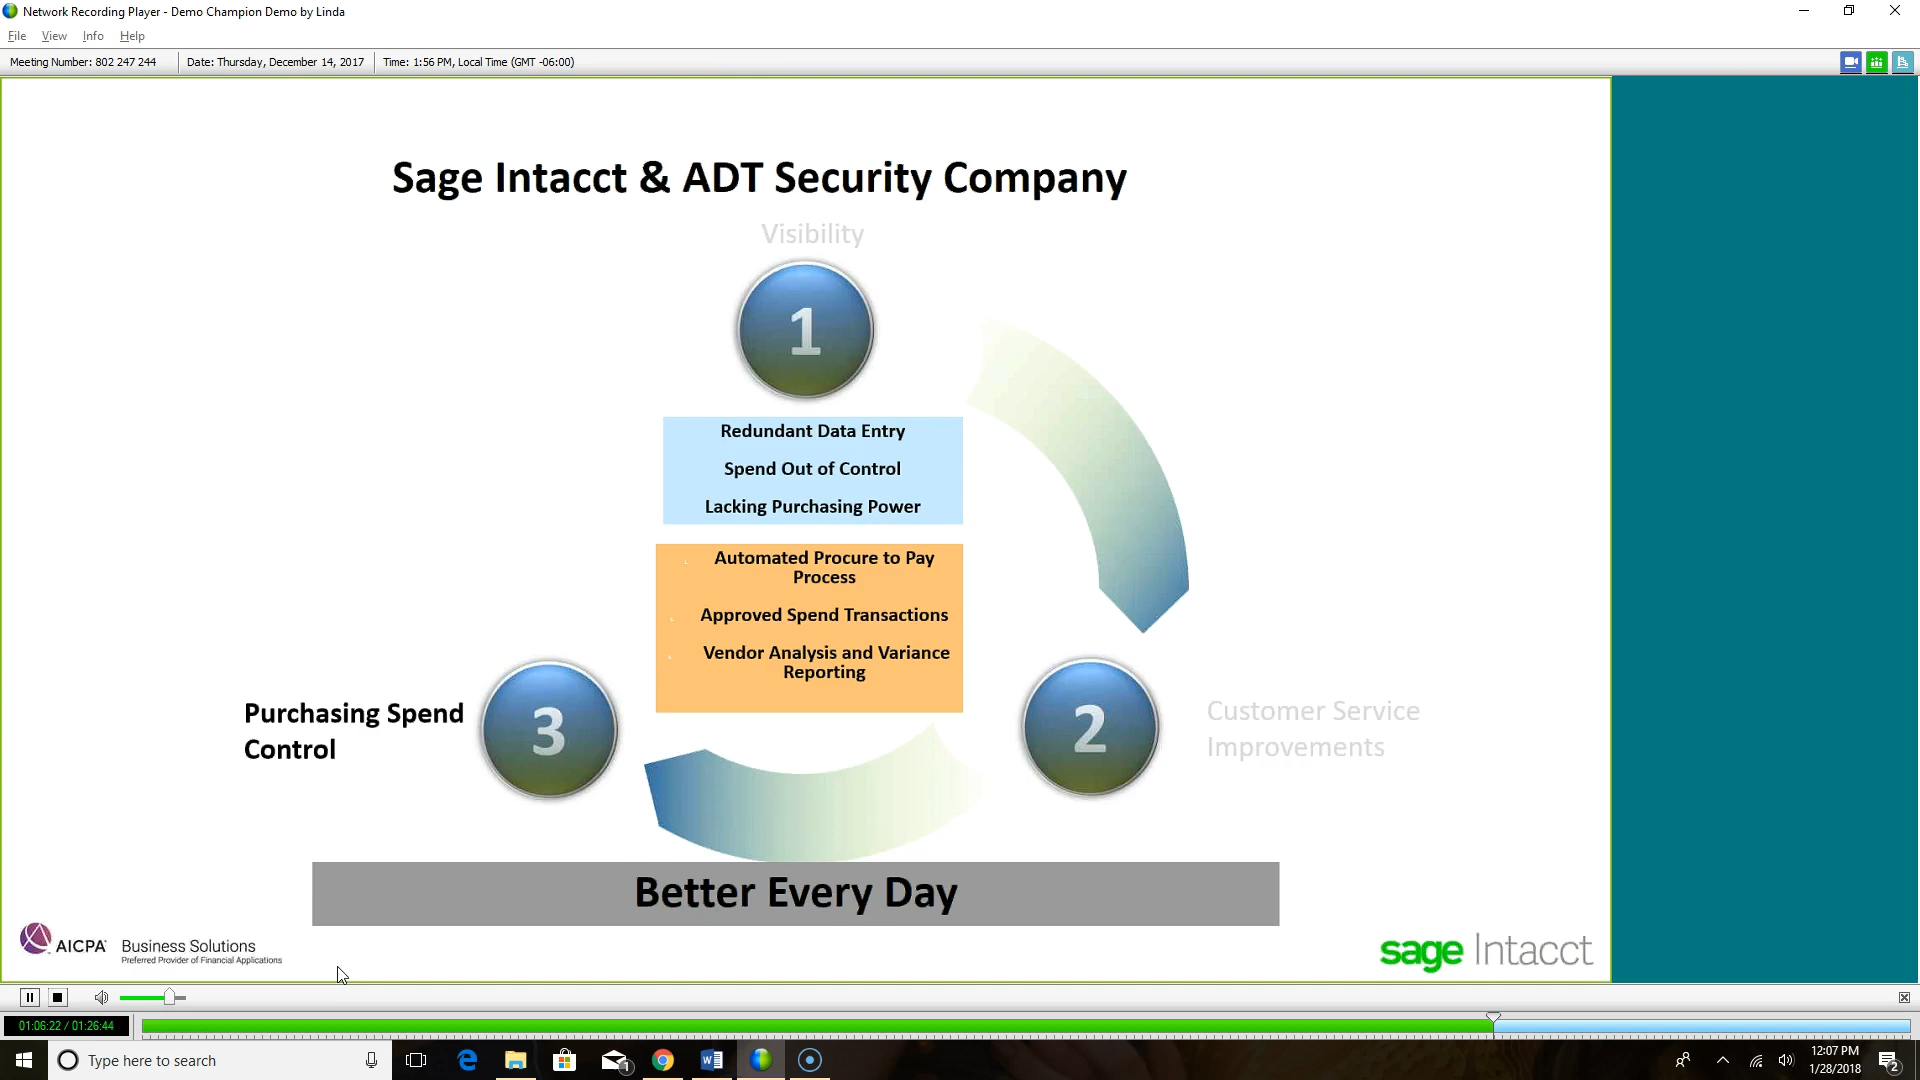 Network Recording Player - Demo Champion Demo by Linda
File View Info Help
Meeting Number: 802 247 244 Date: Thursday, December 14, 2017 Time: 1:56 PM, Local Time (GMT -06:00)
Sage Intacct & ADT Security Company
Visibility
1
Redundant Data Entry
Spend Out of Control
Lacking Purchasing Power
Automated Procure to Pay
Process
Approved Spend Transactions
Vendor Analysis and Variance
Reporting
Purchasing Spend
Control
3
2
Customer Service
Improvements
Better Every Day
AICPA Business Solutions
Preferred Provider of Financial Applications
sage Intacct
01:06:22 / 01:26:44
Type here to search
1
12:07 PM
1/28/2018
2